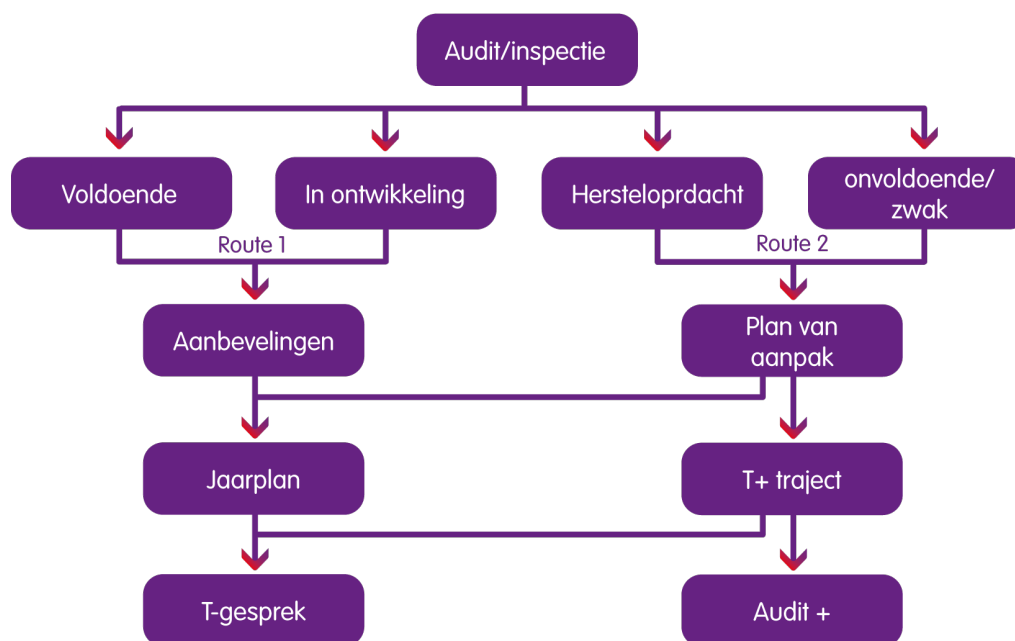 Audit/inspectie
Voldoende
In ontwikkeling
Hersteloprdacht
onvoldoende/
zwak
Route 1
Route 2
Aanbevelingen
Plan van
aanpak
Jaarplan
T+ traject
T-gesprek
Audit +